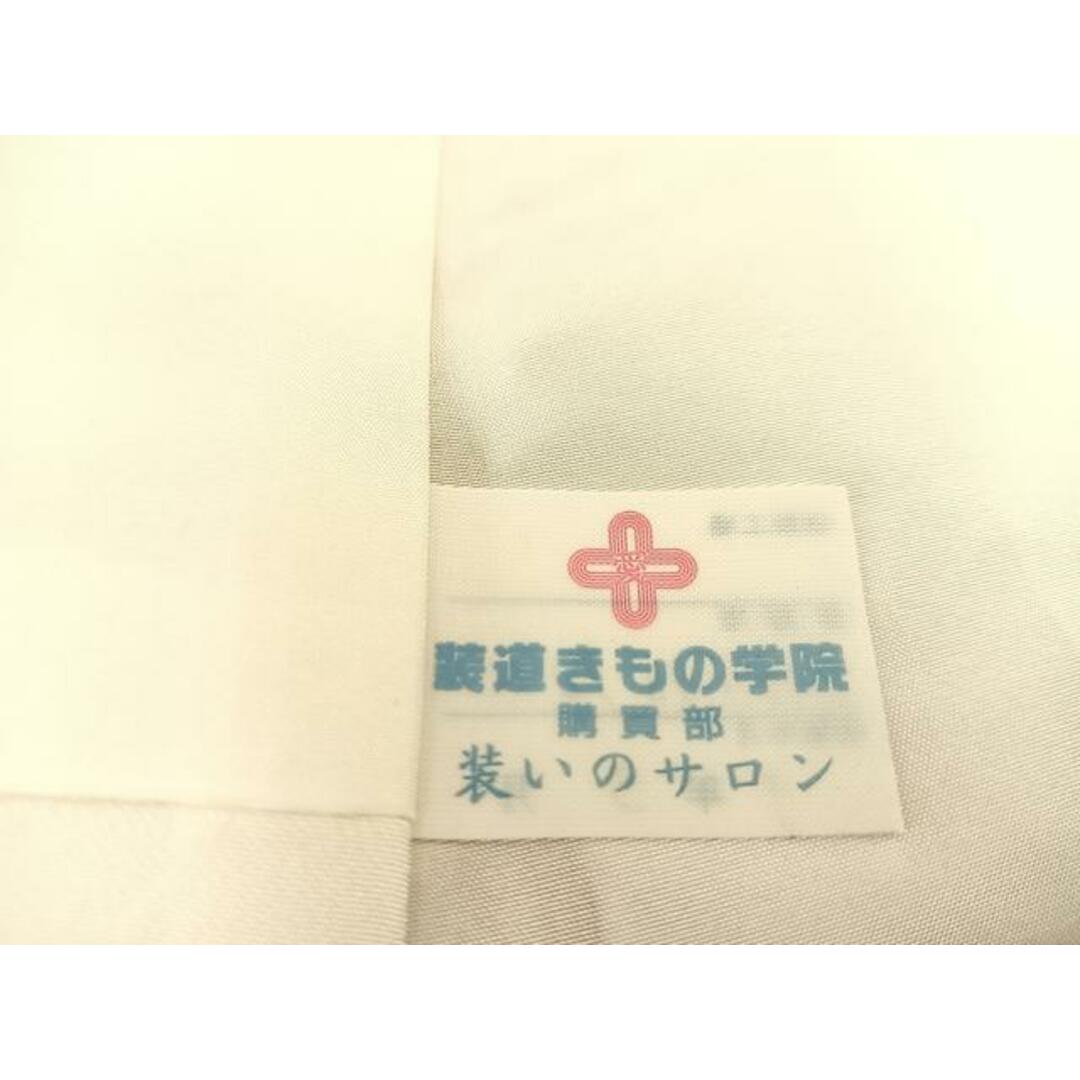 装道きもの学院
購買部
装いのサロン